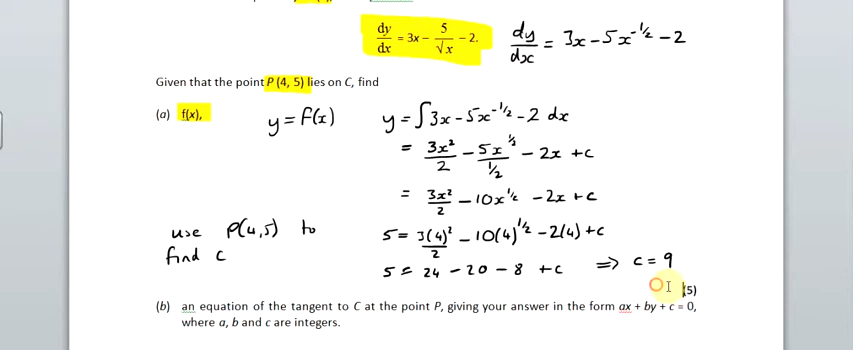 dy/dx = 3x − 5/√x − 2. dy/dx = 3x − 5x^-1/2 − 2
Given that the point P (4, 5) lies on C, find
(a) f(x), y = f(x) y = ∫3x − 5x^-1/2 − 2 dx
= 3x²/2 − 5x^1/2/1/2 − 2x + c
= 3x²/2 − 10x^1/2 − 2x + c
use P(4,5) to find c
5 = 3(4)²/2 − 10(4)^1/2 − 2(4) + c
5 = 24 − 20 − 8 + c ⇒ c = 9
(5)
(b) an equation of the tangent to C at the point P, giving your answer in the form ax + by + c = 0,
where a, b and c are integers.